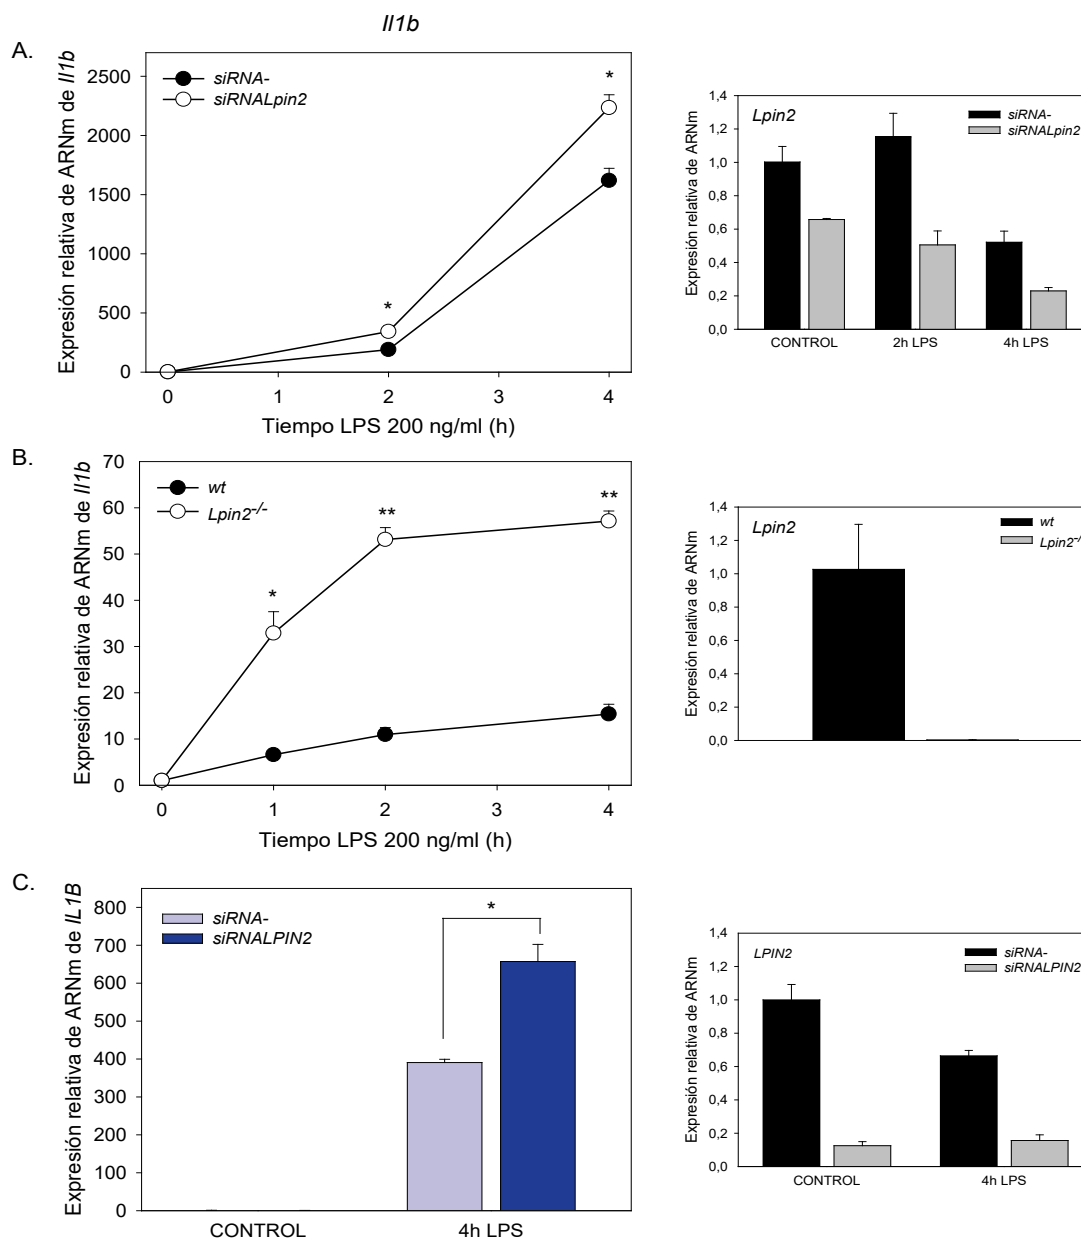 Il1b
A.
Expresión relativa de ARNm de Il1b
2500
2000
1500
1000
500
0
siRNA-
siRNALpin2
*
*
0 1 2 3 4
Tiempo LPS 200 ng/ml (h)
Expresión relativa de ARNm
1,4
1,2
1,0
0,8
0,6
0,4
0,2
0,0
Lpin2
siRNA-
siRNALpin2
CONTROL 2h LPS 4h LPS
B.
Expresión relativa de ARNm de Il1b
70
60
50
40
30
20
10
0
wt
Lpin2-/-
*
**
**
0 1 2 3 4
Tiempo LPS 200 ng/ml (h)
Expresión relativa de ARNm
1,4
1,2
1,0
0,8
0,6
0,4
0,2
0,0
Lpin2
wt
Lpin2-/
C.
Expresión relativa de ARNm de IL1B
800
700
600
500
400
300
200
100
0
siRNA-
siRNALPIN2
*
CONTROL 4h LPS
Expresión relativa de ARNm
1,4
1,2
1,0
0,8
0,6
0,4
0,2
0,0
LPIN2
siRNA-
siRNALPIN2
CONTROL 4h LPS